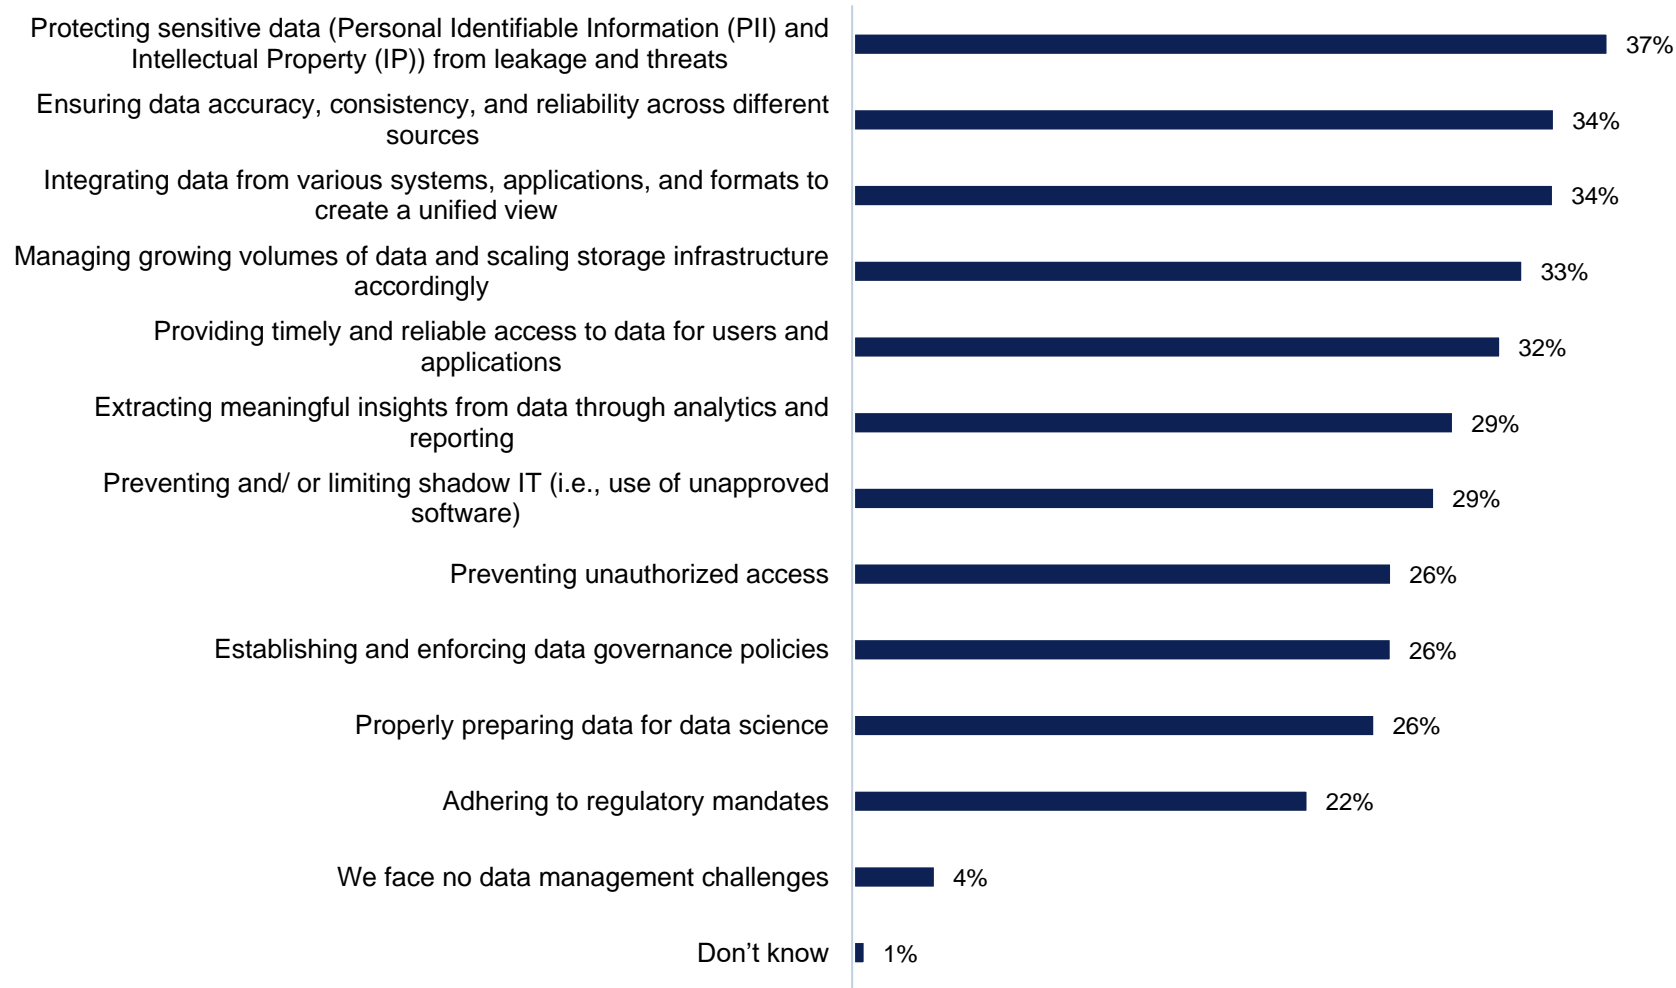 Protecting sensitive data (Personal Identifiable Information (PII) and
Intellectual Property (IP)) from leakage and threats
37%
Ensuring data accuracy, consistency, and reliability across different
sources
34%
Integrating data from various systems, applications, and formats to
create a unified view
34%
Managing growing volumes of data and scaling storage infrastructure
accordingly
33%
Providing timely and reliable access to data for users and
applications
32%
Extracting meaningful insights from data through analytics and
reporting
29%
Preventing and/ or limiting shadow IT (i.e., use of unapproved
software)
29%
Preventing unauthorized access
26%
Establishing and enforcing data governance policies
26%
Properly preparing data for data science
26%
Adhering to regulatory mandates
22%
We face no data management challenges
4%
Don’t know
1%